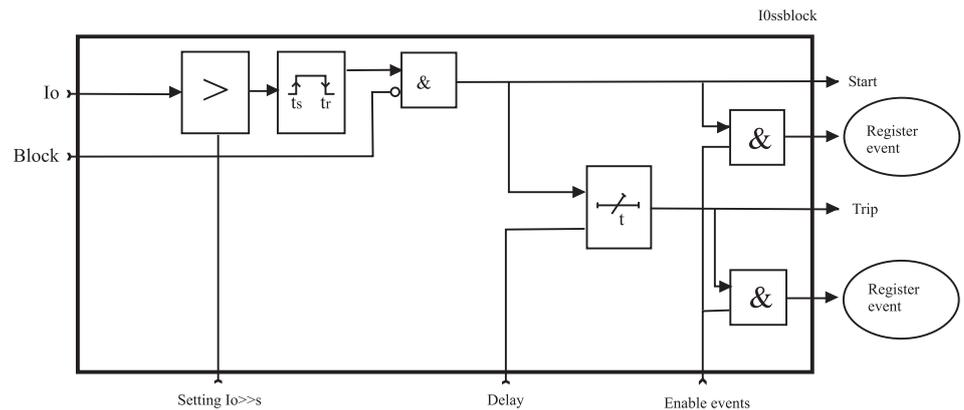 I0ssblock
Io
>
ts tr
&
Start
Block
&
Register
event
t
Trip
&
Register
event
Setting Io>>s
Delay
Enable events